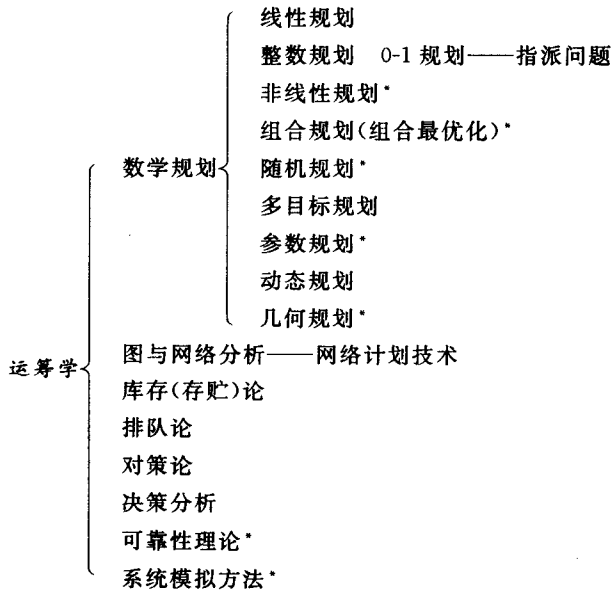 线性规划
整数规划 0-1 规划——指派问题
非线性规划*
组合规划(组合最优化)*
数学规划 随机规划*
多目标规划
参数规划*
动态规划
几何规划*
图与网络分析——网络计划技术
运筹学
库存(存贮)论
排队论
对策论
决策分析
可靠性理论*
系统模拟方法*